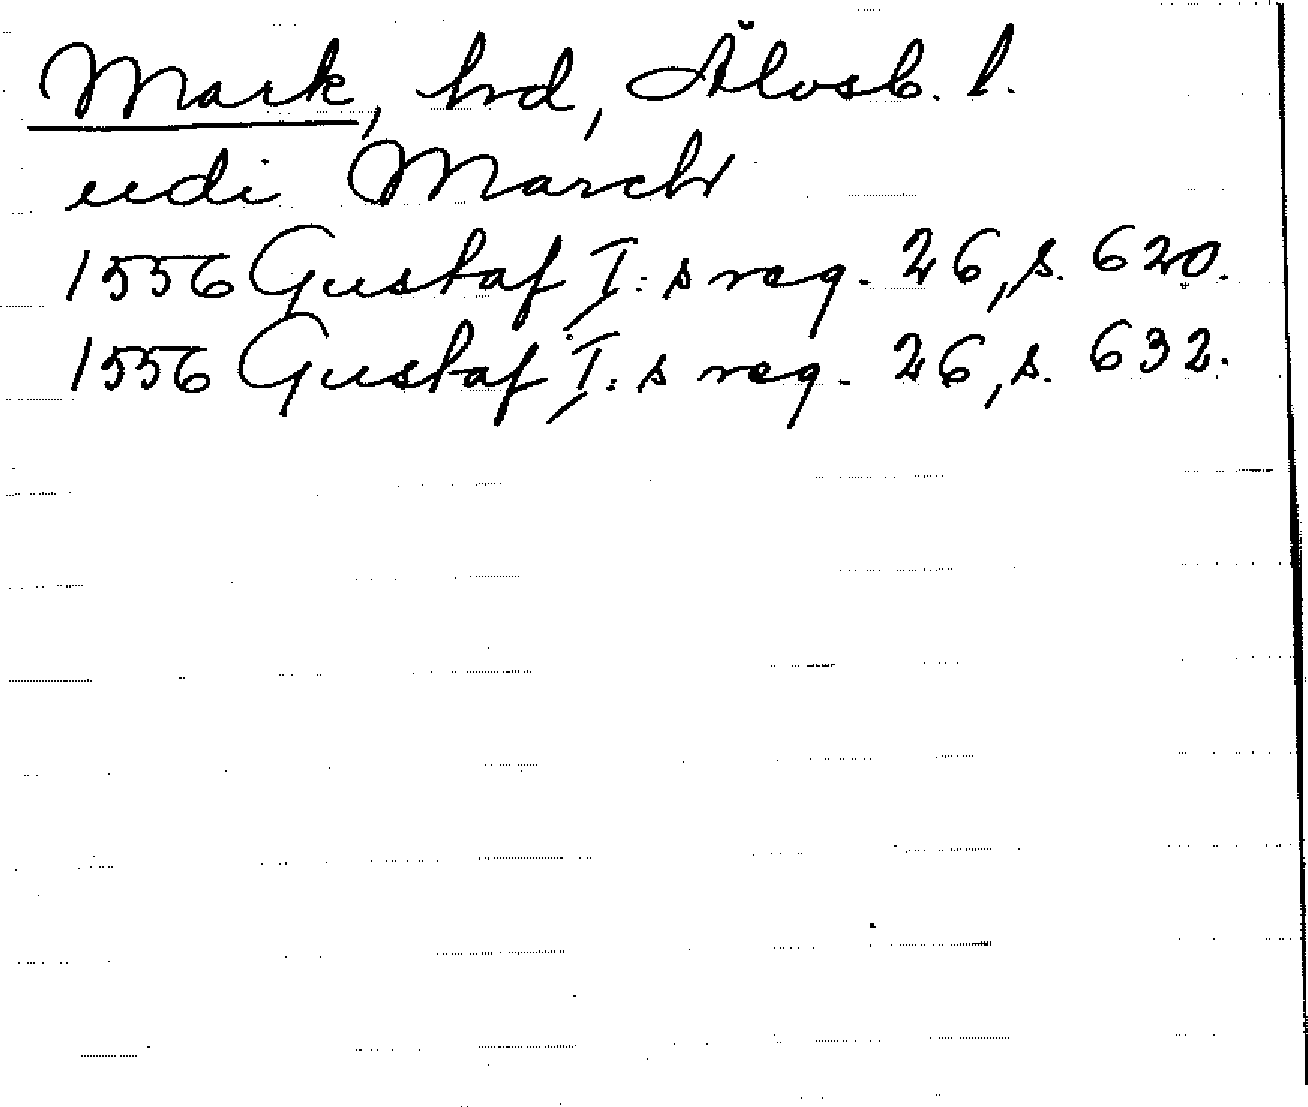 Mark, hd, Älvsb. l.
udi March
1556 Gustaf I:s reg. 26, s. 620.
1556 Gustaf I:s reg. 26, s. 632.